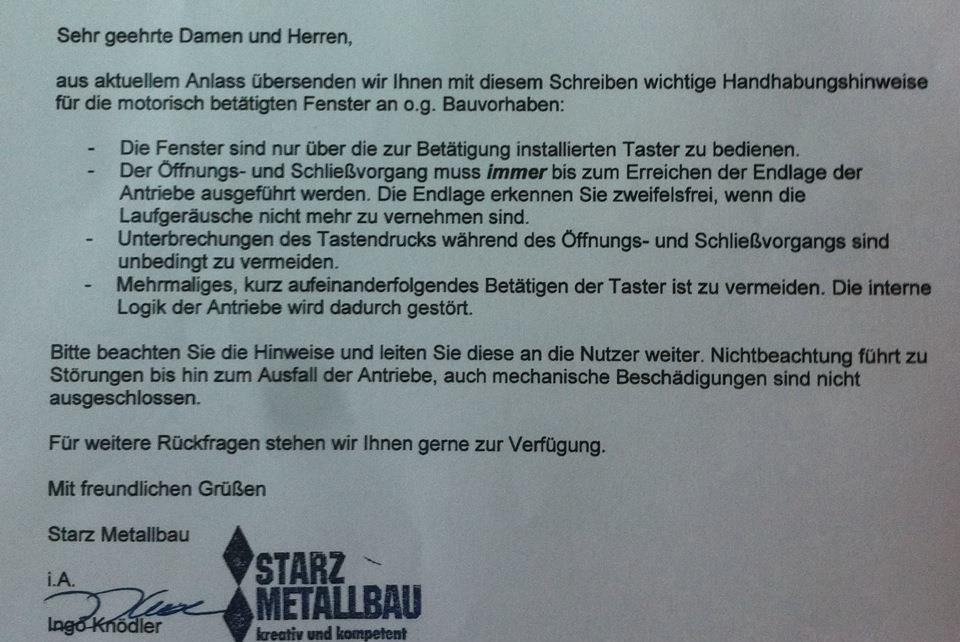 Sehr geehrte Damen und Herren,
aus aktuellem Anlass übersenden wir Ihnen mit diesem Schreiben wichtige Handhabungshinweise
für die motorisch betätigten Fenster an o.g. Bauvorhaben:
- Die Fenster sind nur über die zur Betätigung installierten Taster zu bedienen.
- Der Öffnungs- und Schließvorgang muss immer bis zum Erreichen der Endlage der
Antriebe ausgeführt werden. Die Endlage erkennen Sie zweifelsfrei, wenn die
Laufgeräusche nicht mehr zu vernehmen sind.
- Unterbrechungen des Tastendrucks während des Öffnungs- und Schließvorgangs sind
unbedingt zu vermeiden.
- Mehrmaliges, kurz aufeinanderfolgendes Betätigen der Taster ist zu vermeiden. Die interne
Logik der Antriebe wird dadurch gestört.
Bitte beachten Sie die Hinweise und leiten Sie diese an die Nutzer weiter. Nichtbeachtung führt zu
Störungen bis hin zum Ausfall der Antriebe, auch mechanische Beschädigungen sind nicht
ausgeschlossen.
Für weitere Rückfragen stehen wir Ihnen gerne zur Verfügung.
Mit freundlichen Grüßen
Starz Metallbau
i.A.
Ingo Knödler
STARZ
METALLBAU
kreativ und kompetent